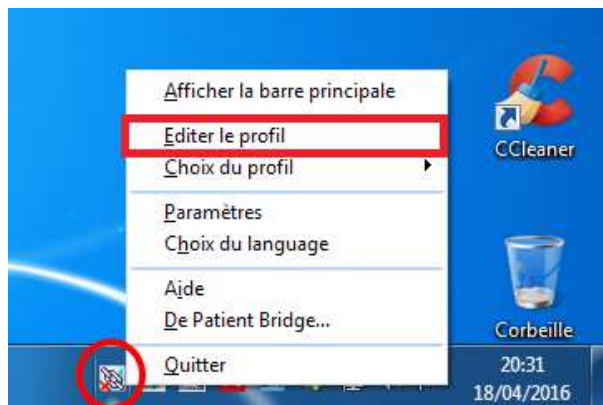 Afficher la barre principale
Editer le profil
Choix du profil
Paramètres
Choix du language
Aide
De Patient Bridge...
Quitter
CCleaner
Corbeille
20:31
18/04/2016